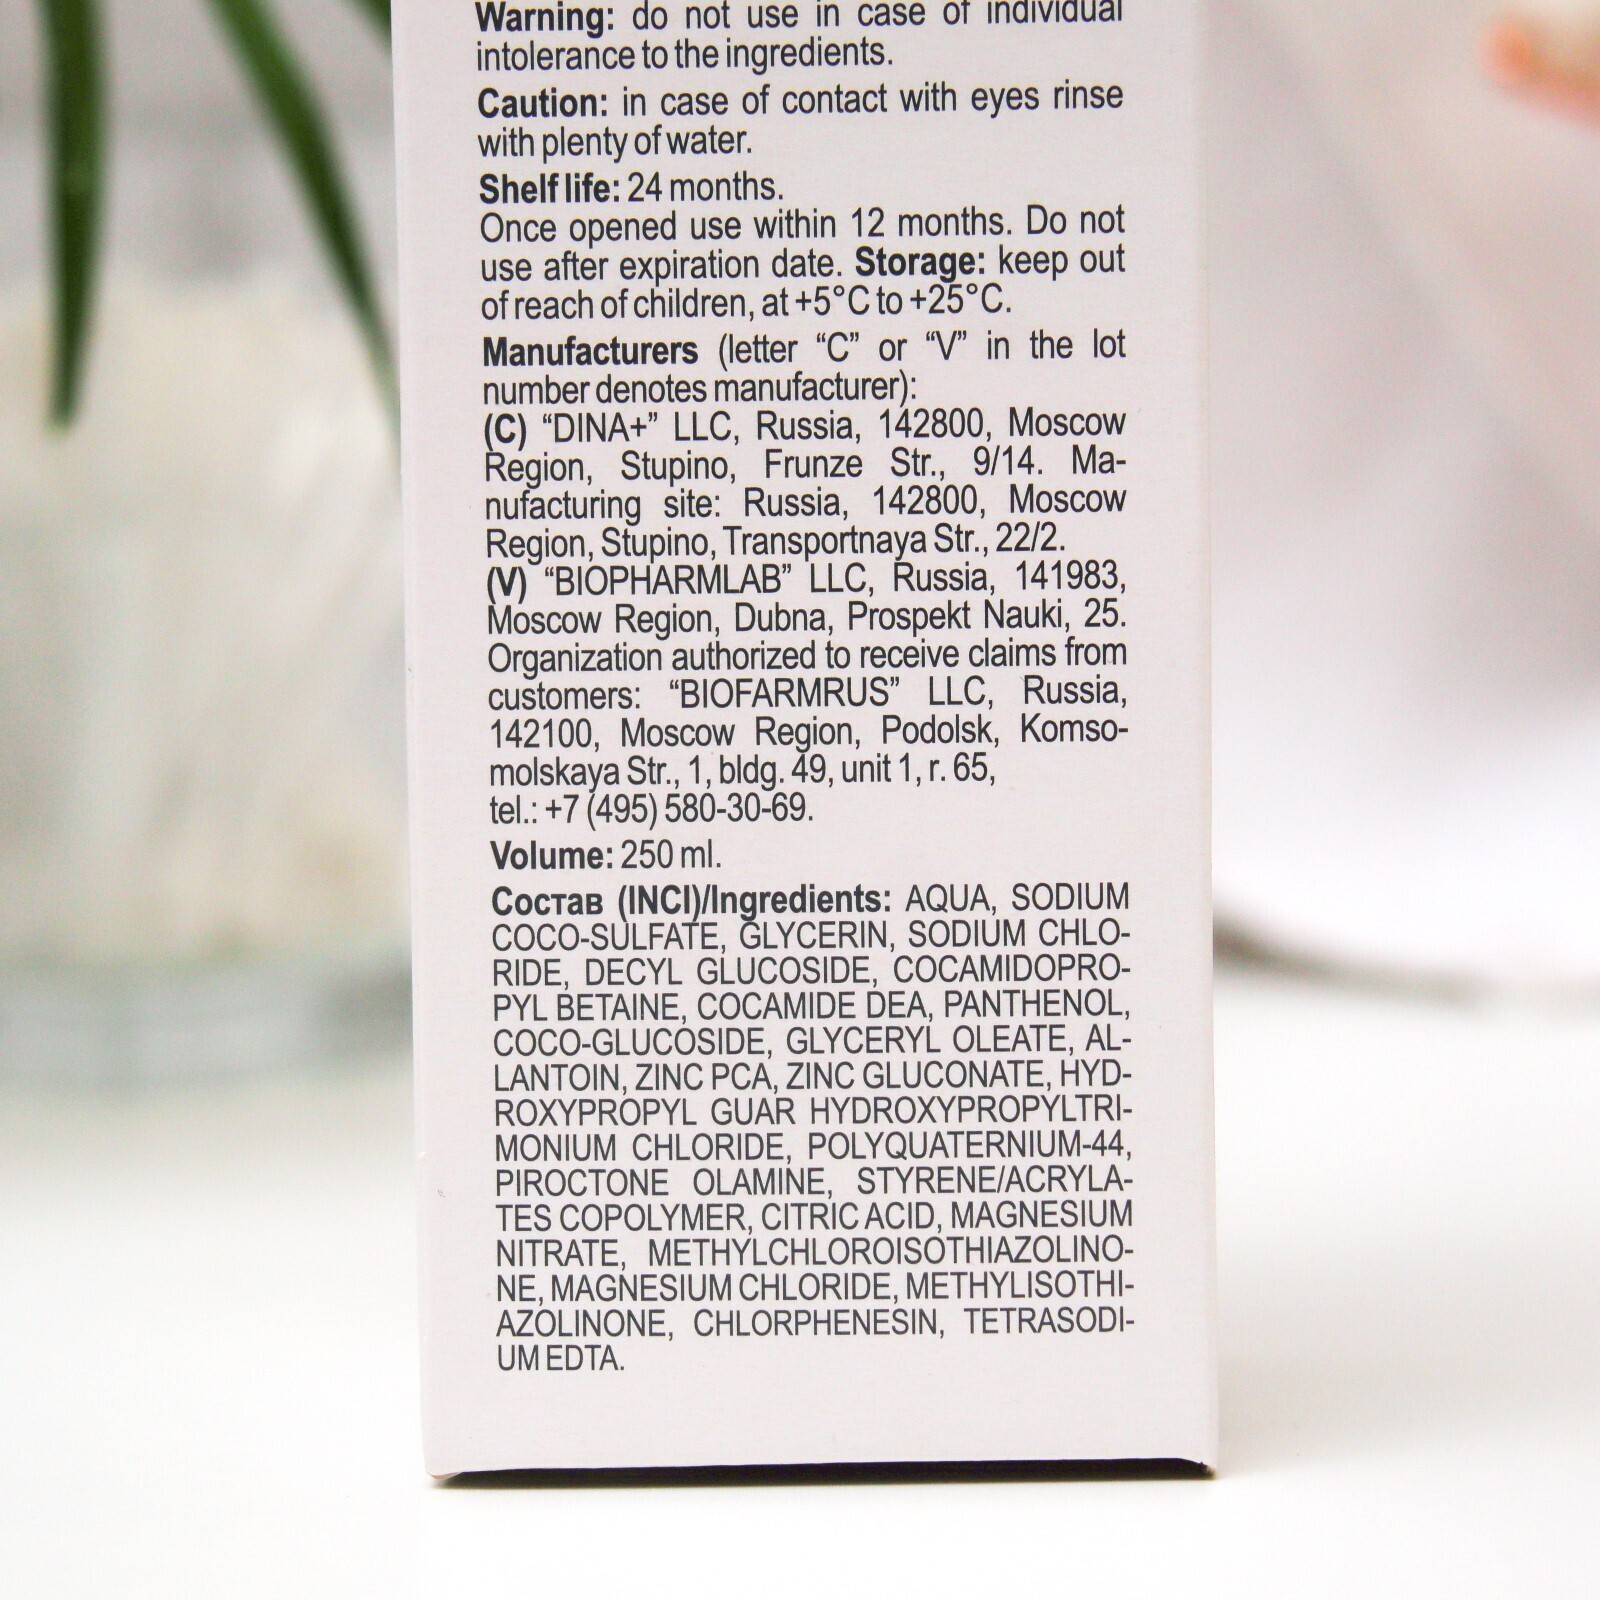 Warning: do not use in case of individual
intolerance to the ingredients.
Caution: in case of contact with eyes rinse
with plenty of water.
Shelf life: 24 months.
Once opened use within 12 months. Do not
use after expiration date. Storage: keep out
of reach of children, at +5°C to +25°C.
Manufacturers (letter “C” or “V” in the lot
number denotes manufacturer):
(C) “DINA+” LLC, Russia, 142800, Moscow
Region, Stupino, Frunze Str., 9/14. Ma-
nufacturing site: Russia, 142800, Moscow
Region, Stupino, Transportnaya Str., 22/2.
(V) “BIOPHARMLAB” LLC, Russia, 141983,
Moscow Region, Dubna, Prospekt Nauki, 25.
Organization authorized to receive claims from
customers: “BIOFARMRUS” LLC, Russia,
142100, Moscow Region, Podolsk, Komso-
molskaya Str., 1, bldg. 49, unit 1, r. 65,
tel.: +7 (495) 580-30-69.
Volume: 250 ml.
Состав (INCI)/Ingredients: AQUA, SODIUM
COCO-SULFATE, GLYCERIN, SODIUM CHLO-
RIDE, DECYL GLUCOSIDE, COCAMIDOPRO-
PYL BETAINE, COCAMIDE DEA, PANTHENOL,
COCO-GLUCOSIDE, GLYCERYL OLEATE, AL-
LANTOIN, ZINC PCA, ZINC GLUCONATE, HYD-
ROXYPROPYL GUAR HYDROXYPROPYLTRI-
MONIUM CHLORIDE, POLYQUATERNIUM-44,
PIROCTONE OLAMINE, STYRENE/ACRYLA-
TES COPOLYMER, CITRIC ACID, MAGNESIUM
NITRATE, METHYLCHLOROISOTHIAZOLINO-
NE, MAGNESIUM CHLORIDE, METHYLISOTHI-
AZOLINONE, CHLORPHENESIN, TETRASODI-
UM EDTA.